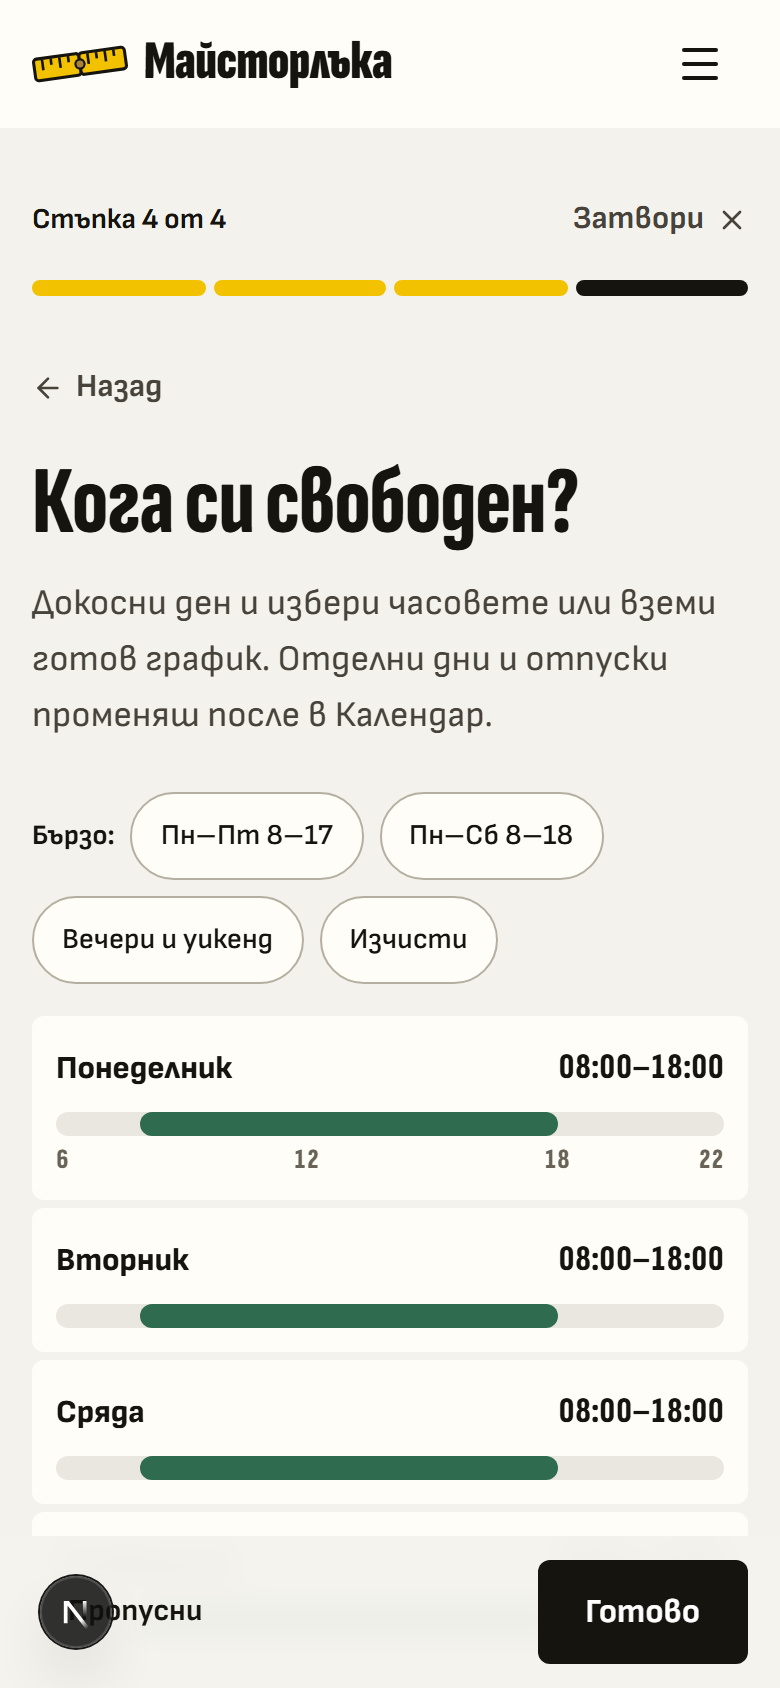 Майсторлъка
Стъпка 4 от 4
Затвори
Назад
Кога си свободен?
Докосни ден и избери часовете или вземи
готов график. Отделни дни и отпуски
променяш после в Календар.
Бързо:
Пн–Пт 8–17
Пн–Сб 8–18
Вечери и уикенд
Изчисти
Понеделник
08:00–18:00
6 12 18 22
Вторник
08:00–18:00
Сряда
08:00–18:00
N
Пропусни
Готово